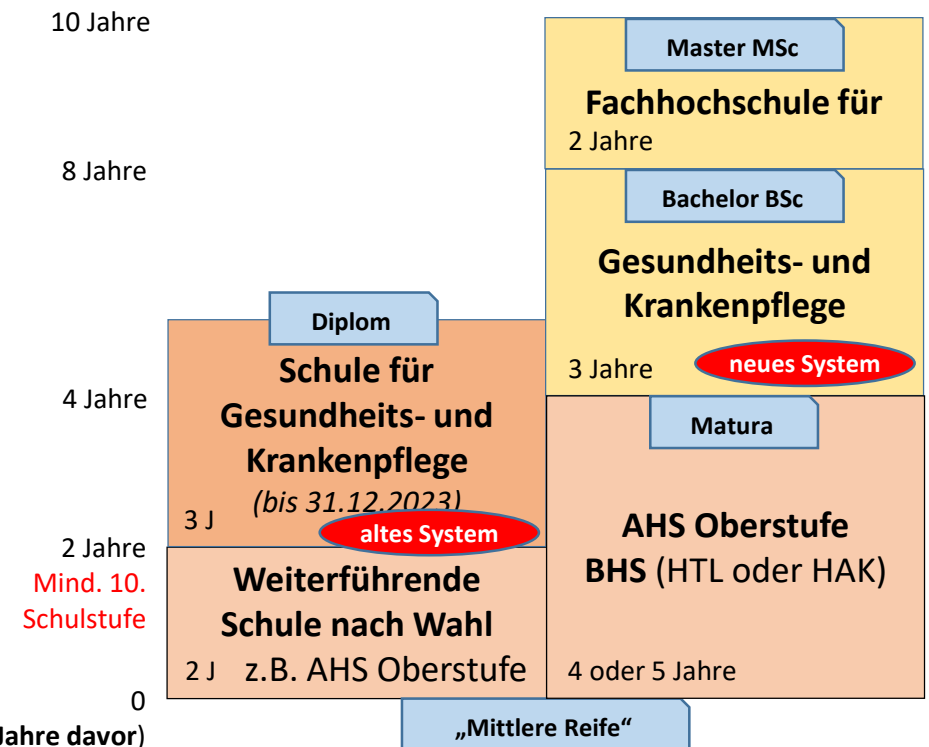 10 Jahre
Master MSc
Fachhochschule für
2 Jahre
8 Jahre
Bachelor BSc
Gesundheits- und
Krankenpflege
3 Jahre
neues System
Diplom
Schule für
Gesundheits- und
Krankenpflege
(bis 31.12.2023)
3 J
altes System
4 Jahre
Matura
AHS Oberstufe
BHS (HTL oder HAK)
4 oder 5 Jahre
2 Jahre
Mind. 10.
Schulstufe
Weiterführende
Schule nach Wahl
2 J z.B. AHS Oberstufe
0
Jahre davor)
„Mittlere Reife“